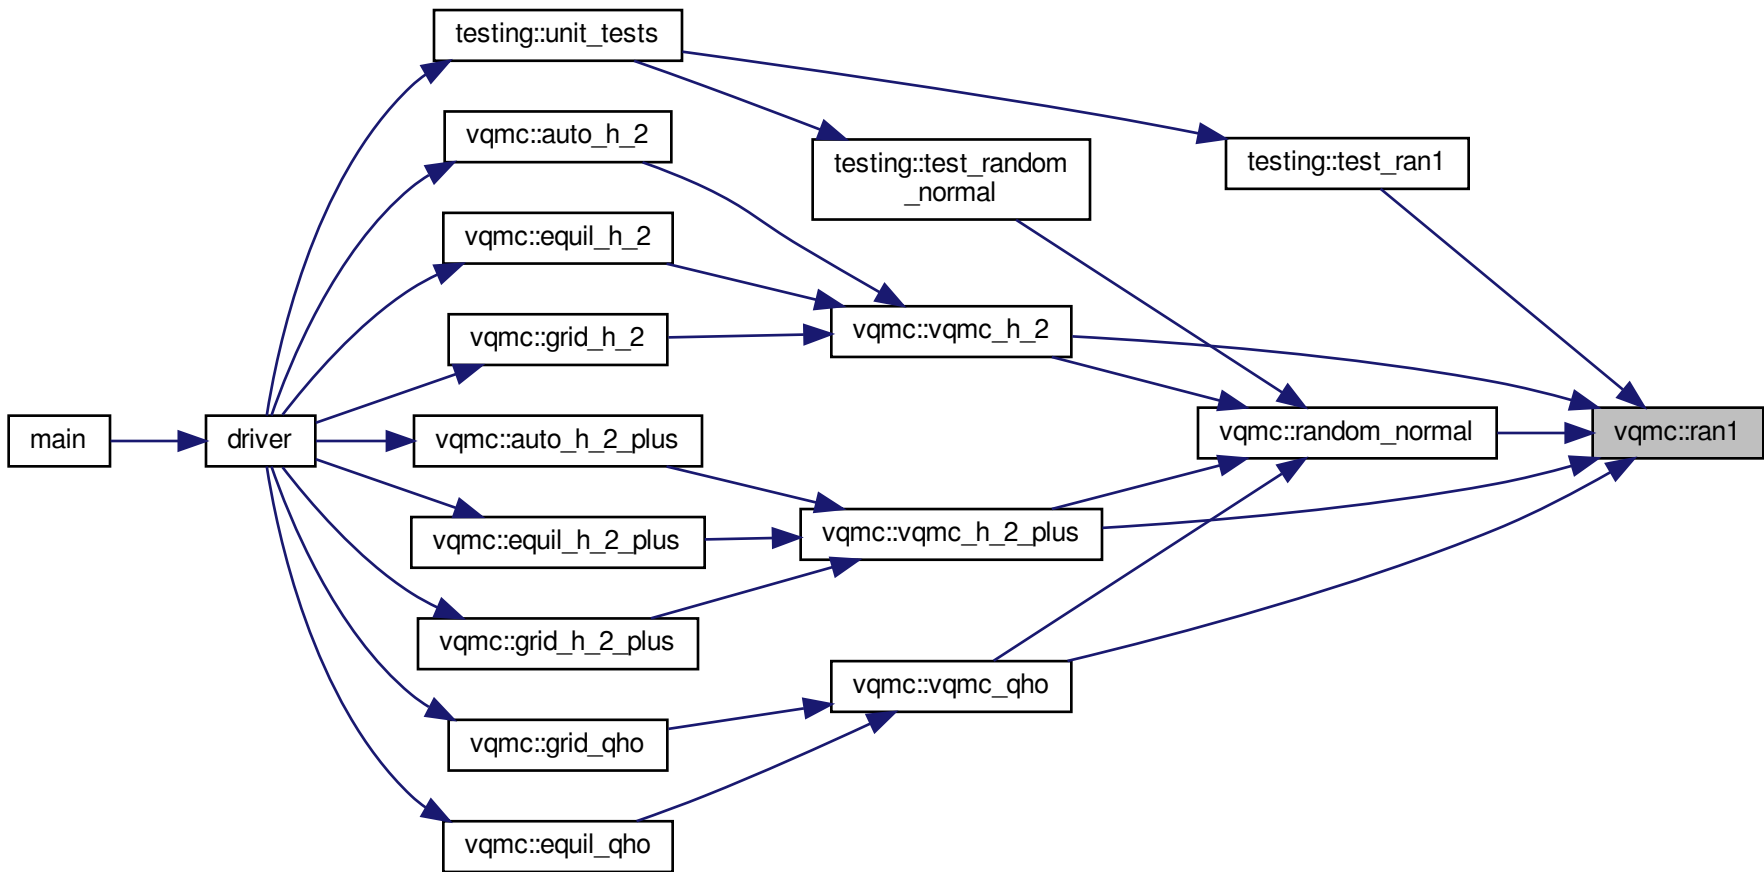 testing::unit_tests
vqmc::auto_h_2
testing::test_random
_normal
testing::test_ran1
vqmc::equil_h_2
vqmc::grid_h_2
vqmc::vqmc_h_2
main
driver
vqmc::auto_h_2_plus
vqmc::random_normal
vqmc::ran1
vqmc::equil_h_2_plus
vqmc::vqmc_h_2_plus
vqmc::grid_h_2_plus
vqmc::vqmc_qho
vqmc::grid_qho
vqmc::equil_qho